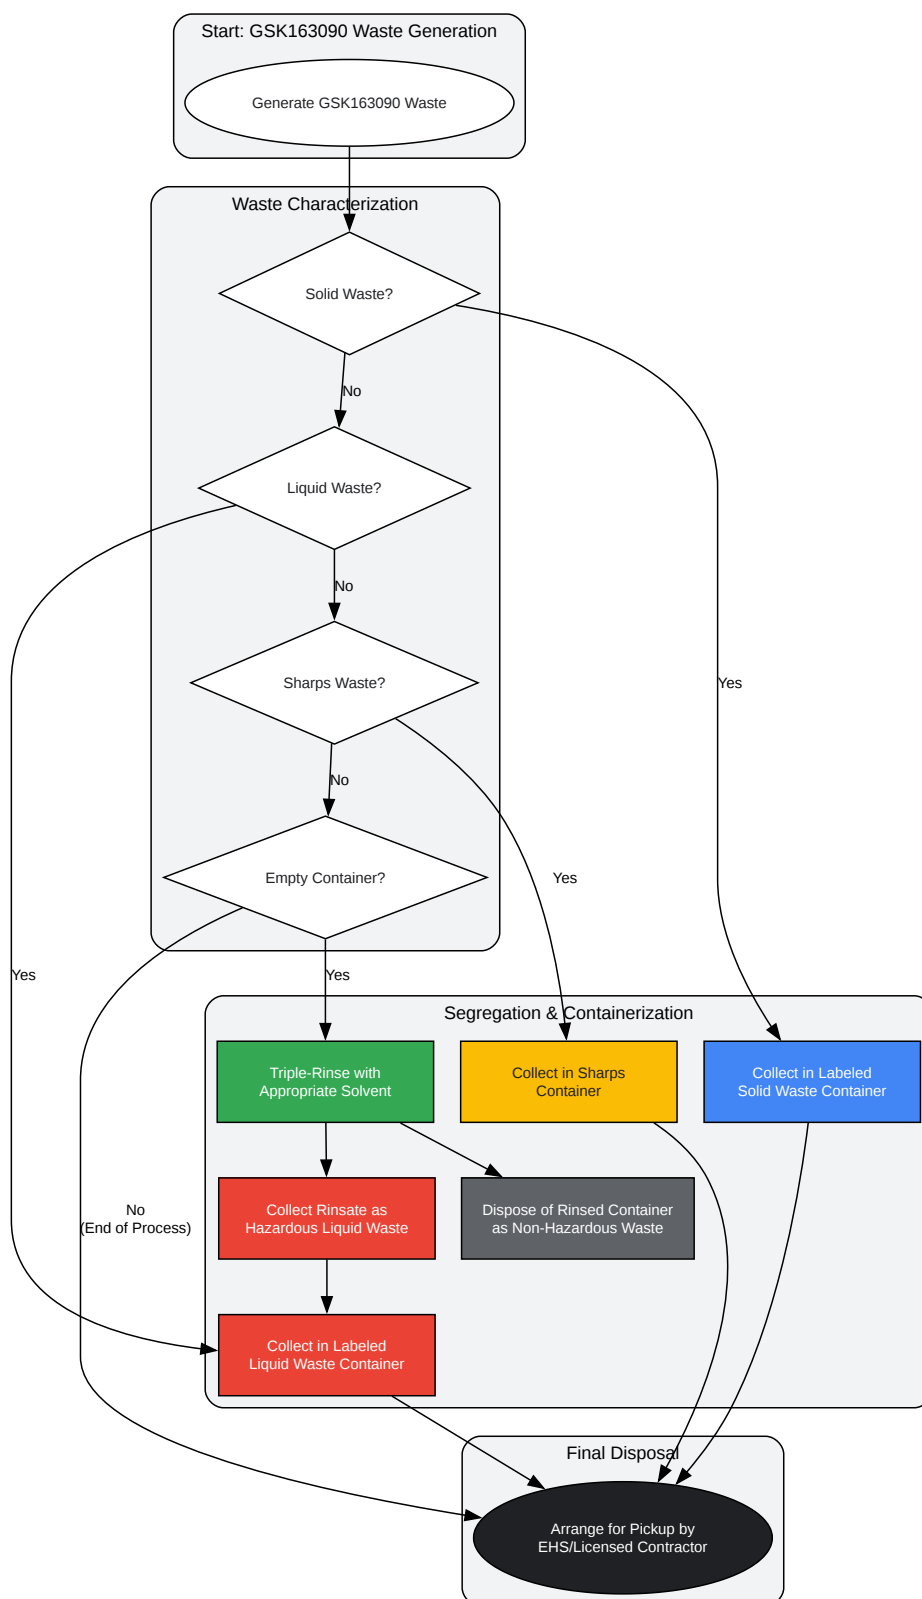 Start: GSK163090 Waste Generation
Generate GSK163090 Waste
Waste Characterization
Solid Waste?
No
Liquid Waste?
No
Sharps Waste?
Yes
No
Empty Container?
Yes
Yes
Yes
Segregation & Containerization
Triple-Rinse with
Appropriate Solvent
Collect in Sharps
Container
Collect in Labeled
Solid Waste Container
No
(End of Process)
Collect Rinsate as
Hazardous Liquid Waste
Dispose of Rinsed Container
as Non-Hazardous Waste
Collect in Labeled
Liquid Waste Container
Final Disposal
Arrange for Pickup by
EHS/Licensed Contractor